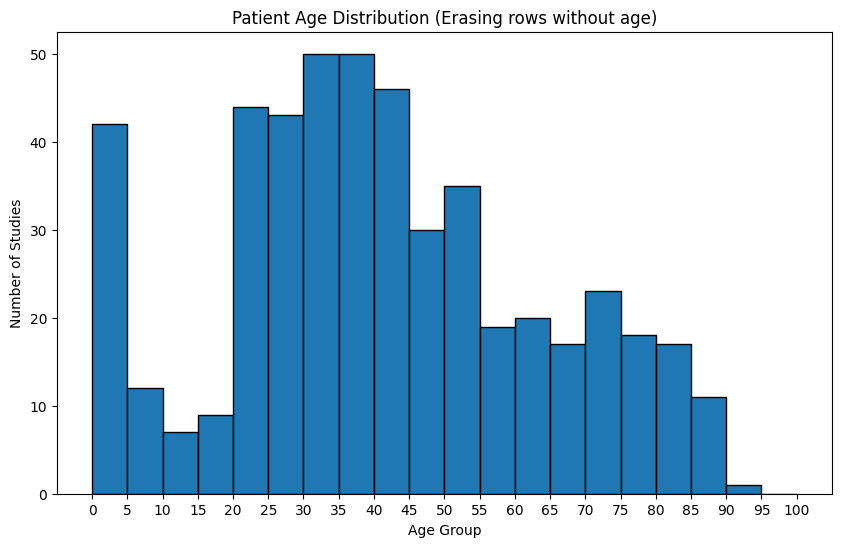 Patient Age Distribution (Erasing rows without age)
50
40
30
20
10
0
Number of Studies
0 5 10 15 20 25 30 35 40 45 50 55 60 65 70 75 80 85 90 95 100
Age Group